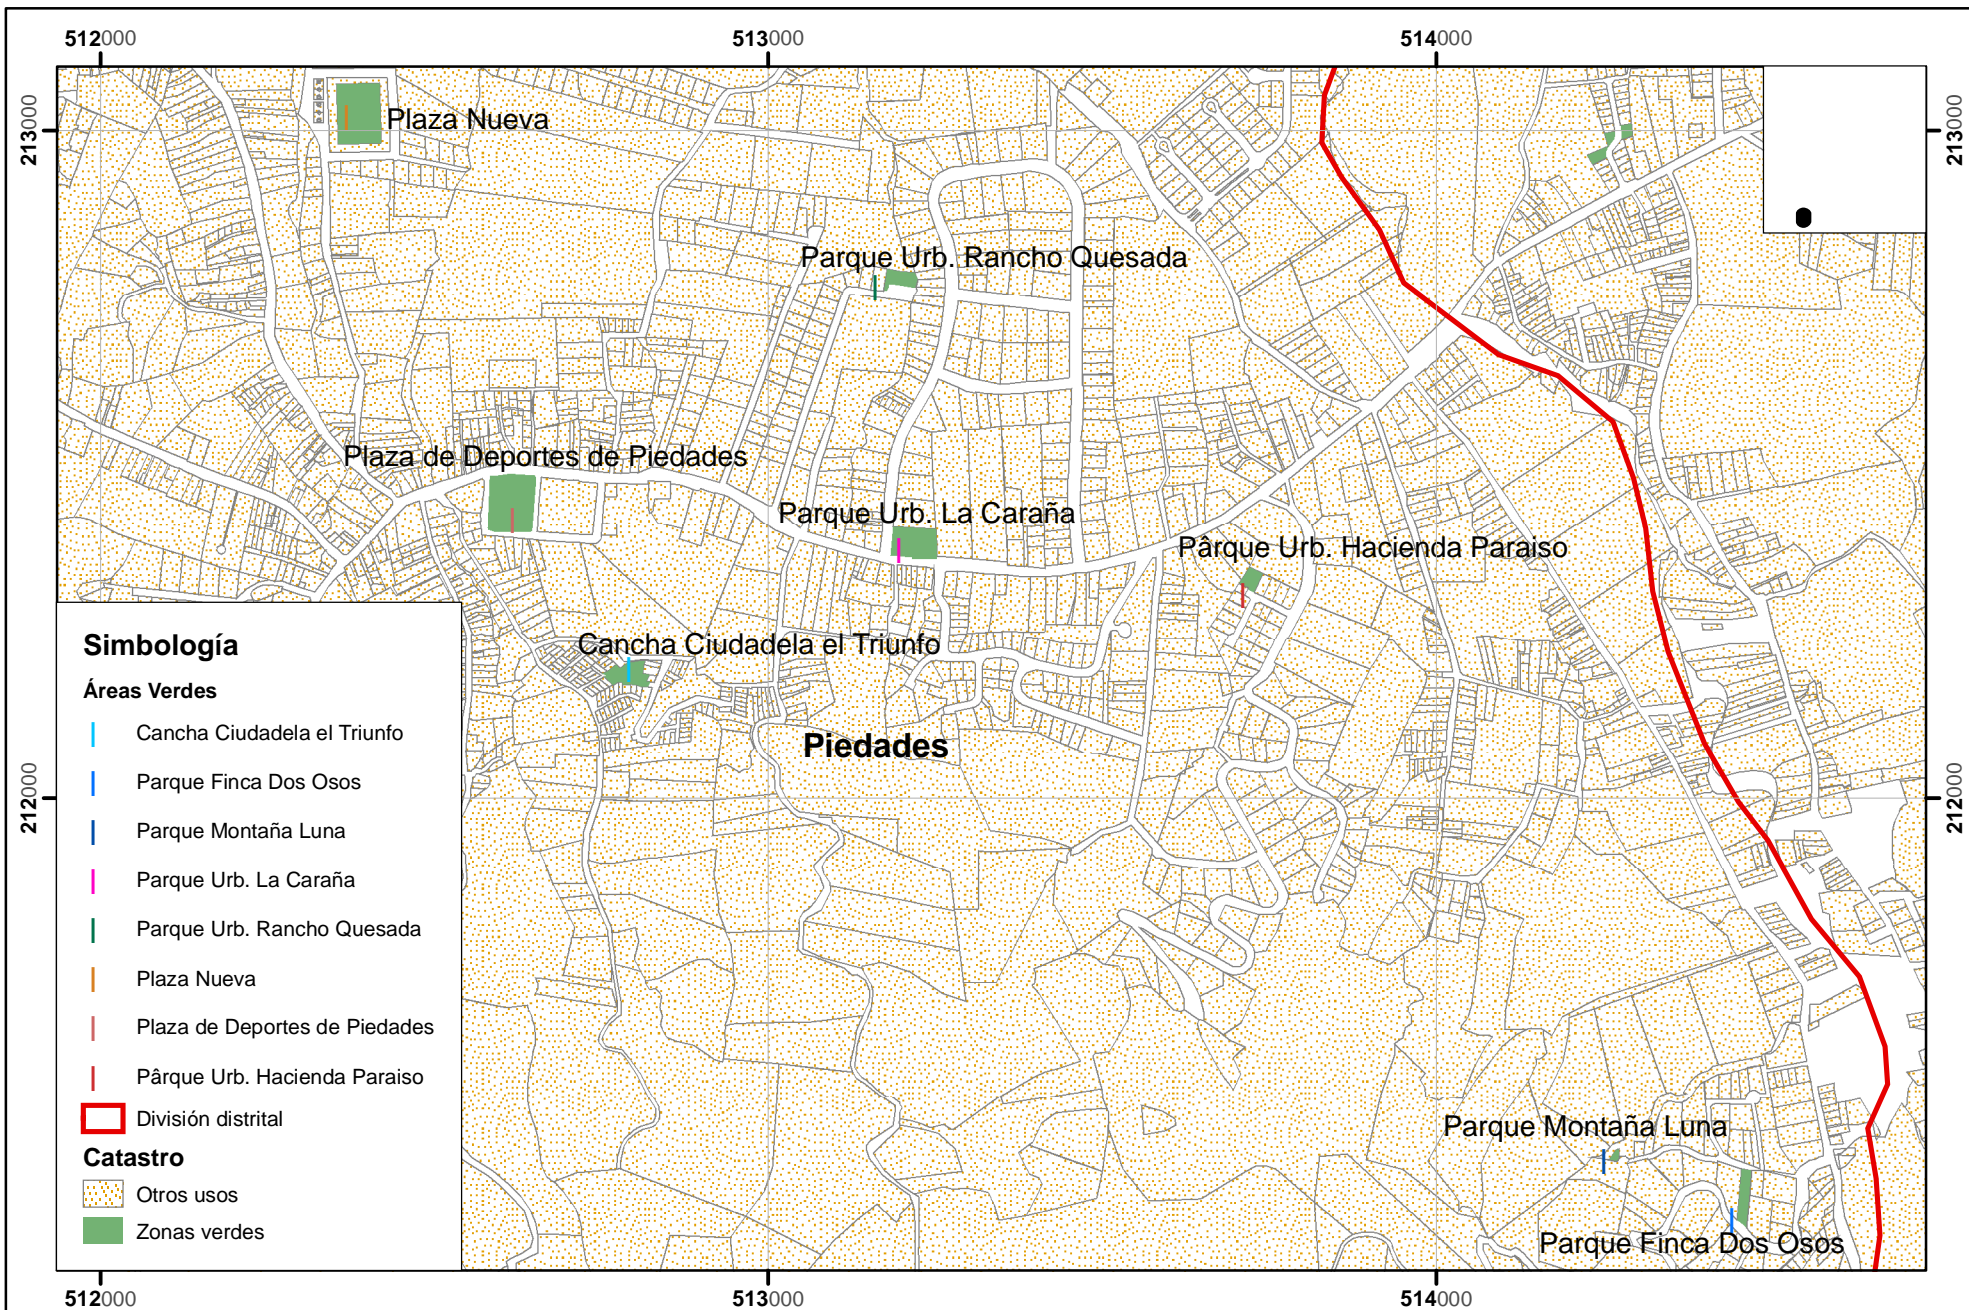 512000
513000
514000
213000
213000
Plaza Nueva
Parque Urb. Rancho Quesada
Plaza de Deportes de Piedades
Parque Urb. La Caraña
Pârque Urb. Hacienda Paraiso
Cancha Ciudadela el Triunfo
Piedades
212000
212000
Simbología
Áreas Verdes
Cancha Ciudadela el Triunfo
Parque Finca Dos Osos
Parque Montaña Luna
Parque Urb. La Caraña
Parque Urb. Rancho Quesada
Plaza Nueva
Plaza de Deportes de Piedades
Pârque Urb. Hacienda Paraiso
División distrital
Catastro
Otros usos
Zonas verdes
Parque Montaña Luna
Parque Finca Dos Osos
512000
513000
514000